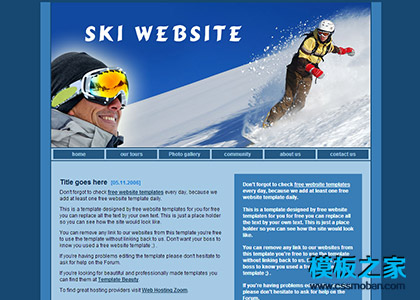 SKI WEBSITE
home
our tours
Photo gallery
community
about us
contact us
Title goes here [05.11.2008]
Don't forget to check free website templates every day, because we
add at least one free website template daily.
This is a template designed by free website templates for you for free
you can replace all the text by your own text. This is just a place holder
so you can see how the site would look like.
You can remove any link to our websites from this template you're free
to use the template without linking back to us. Don't want your boss to
know you used a free website template ;).
If you're having problems editing the template please don't hesitate to
ask for help on the Forum.
If you're looking for beautiful and professionally made templates you
can find them at Template Beauty.
To find great hosting providers visit Web Hosting Zoom.
Don't forget to check free website templates
every day, because we add at least one free
website template daily.
This is a template designed by free website
templates for you for free you can replace all
the text by your own text. This is just a place
holder so you can see how the site would look
like.
You can remove any link to our websites from
this template you're free to use the template
without linking back to us. Don't want your
boss to know you used a free website
template ;).
If you're having problems editing the
template please don't hesitate to ask for
模板之家
www.cssmoban.com